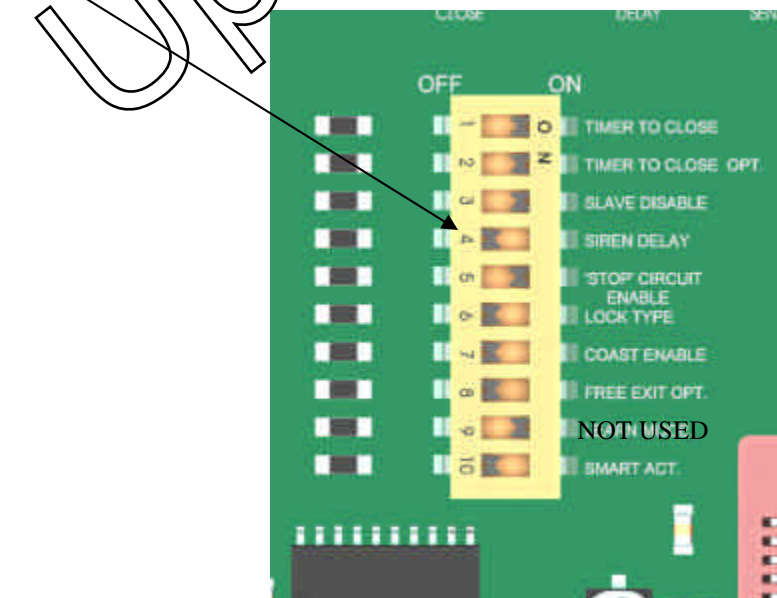 Up
CLOSE
DELAY
OFF
ON
1
ON
TIMER TO CLOSE
2
TIMER TO CLOSE OPT.
3
SLAVE DISABLE
4
SIREN DELAY
5
"STOP" CIRCUIT
ENABLE
6
LOCK TYPE
7
COAST ENABLE
8
FREE EXIT OPT.
9
NOT USED
10
SMART ACT.